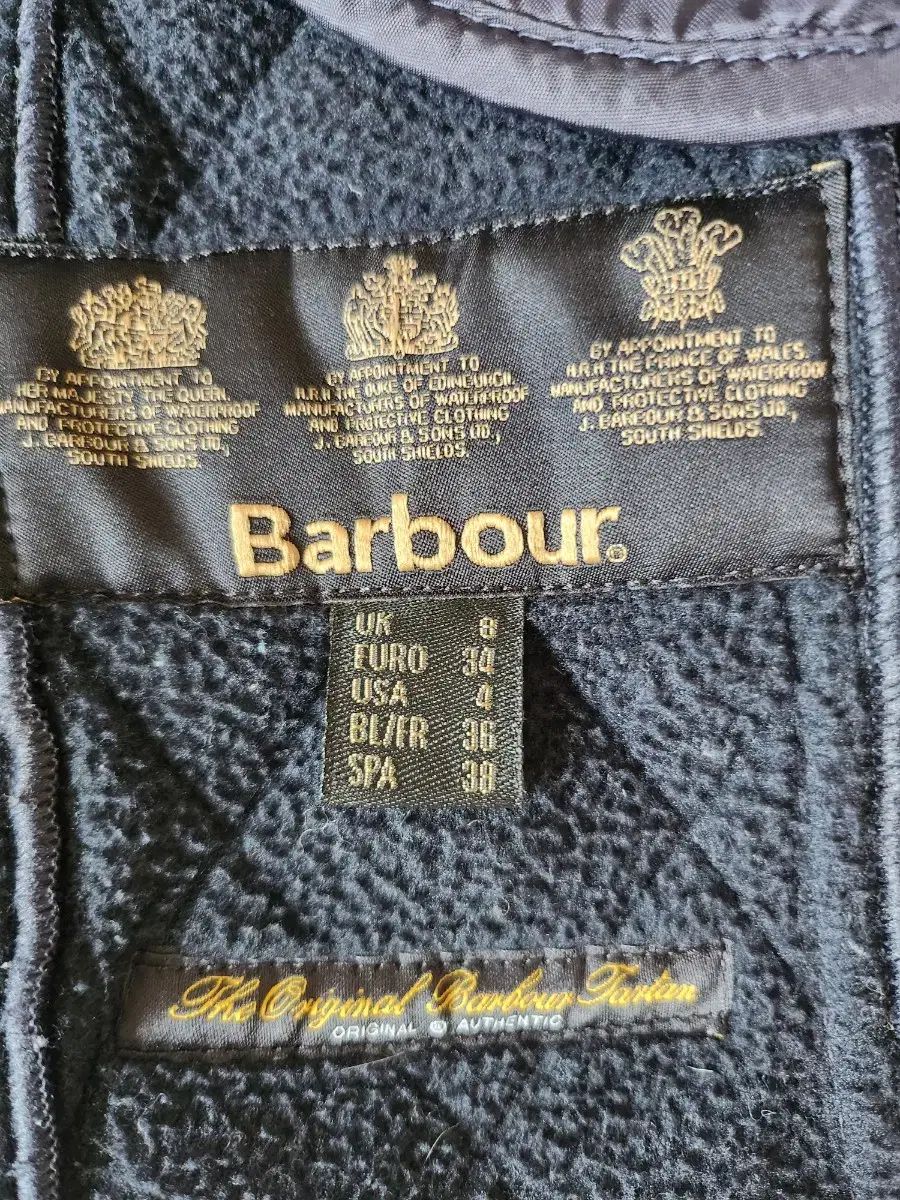 BY APPOINTMENT TO
HER MAJESTY THE QUEEN
MANUFACTURERS OF WATERPROOF
AND PROTECTIVE CLOTHING
J. BARBOUR & SONS LTD.,
SOUTH SHIELDS.
BY APPOINTMENT TO
H.R.H THE DUKE OF EDINBURGH.
MANUFACTURERS OF WATERPROOF
AND PROTECTIVE CLOTHING
J. BARBOUR & SONS LTD.,
SOUTH SHIELDS.
BY APPOINTMENT TO
H.R.H THE PRINCE OF WALES.
MANUFACTURERS OF WATERPROOF
AND PROTECTIVE CLOTHING
J. BARBOUR & SONS LTD.,
SOUTH SHIELDS.
Barbour®
UK 8
EURO 34
USA 4
BL/FR 36
SPA 38
The Original Barbour Tartan
ORIGINAL & AUTHENTIC